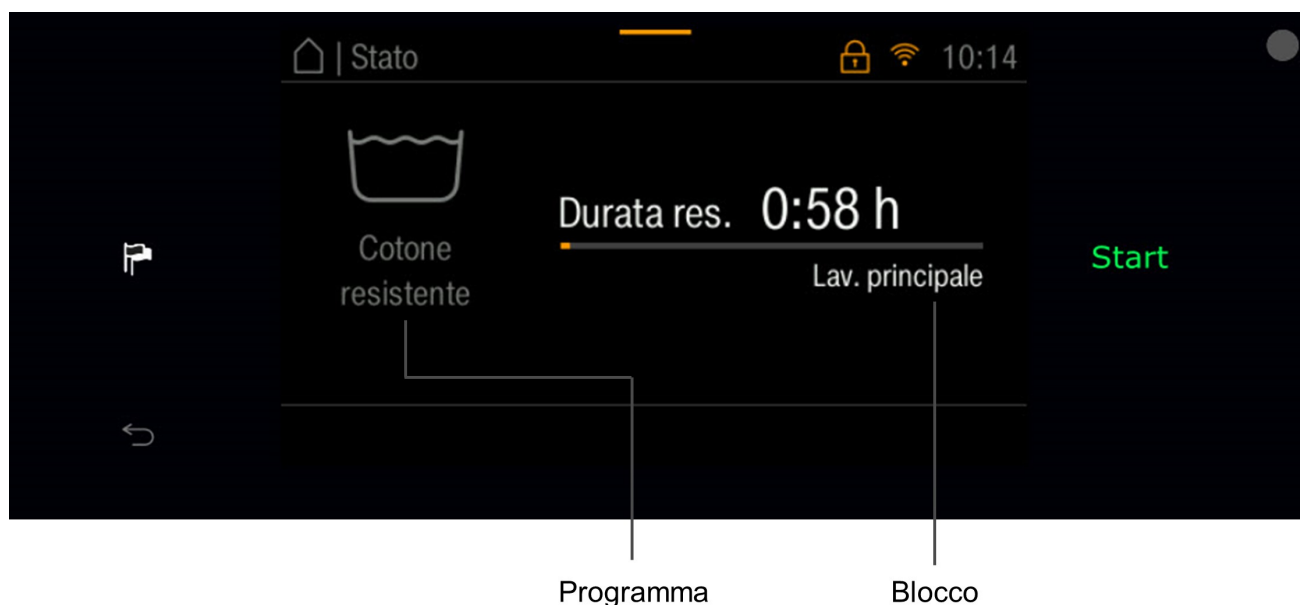 | Stato
10:14
Durata res. 0:58 h
Cotone
resistente
Lav. principale
Start
Programma
Blocco